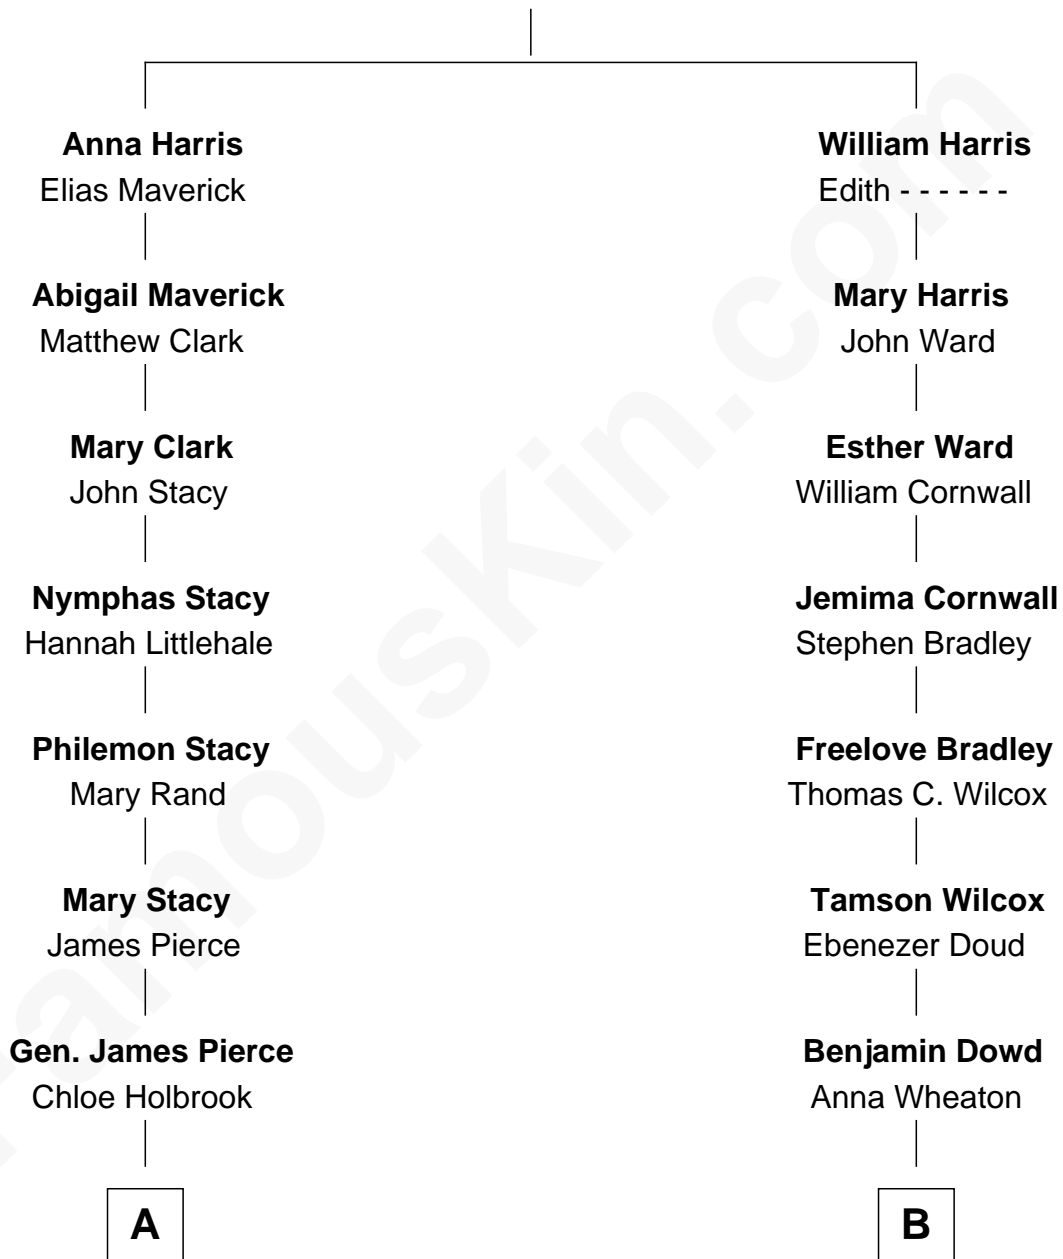 Anna Harris
Elias Maverick
Abigail Maverick
Matthew Clark
Mary Clark
John Stacy
Nymphas Stacy
Hannah Littlehale
Philemon Stacy
Mary Rand
Mary Stacy
James Pierce
Gen. James Pierce
Chloe Holbrook
A
William Harris
Edith - - - - - -
Mary Harris
John Ward
Esther Ward
William Cornwall
Jemima Cornwall
Stephen Bradley
Freelove Bradley
Thomas C. Wilcox
Tamson Wilcox
Ebenezer Doud
Benjamin Dowd
Anna Wheaton
B
FamousKin.com